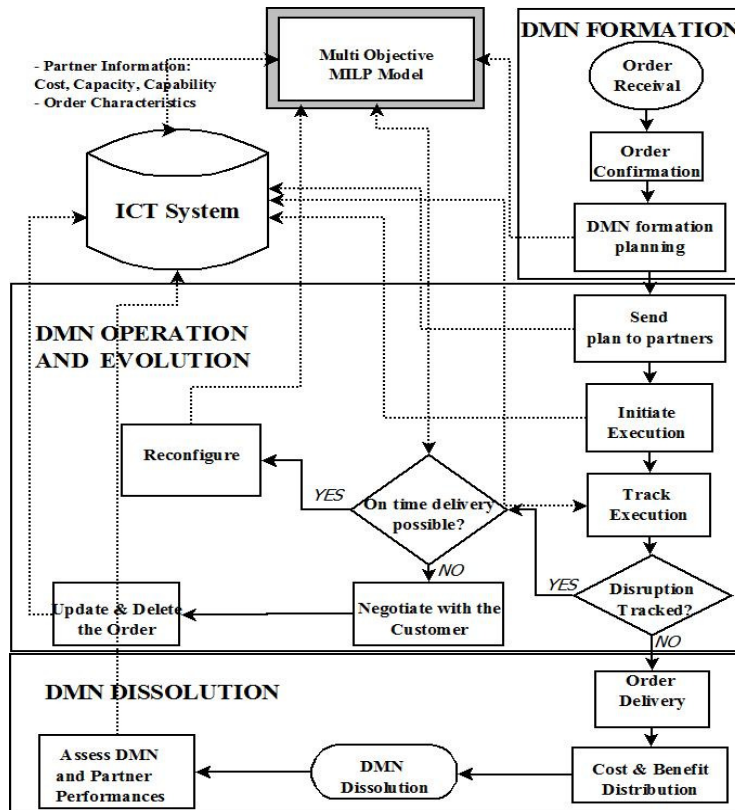 DMN FORMATION
Order
Receival
Order
Confirmation
DMN formation
planning
Multi Objective
MILP Model
- Partner Information:
Cost, Capacity, Capability
- Order Characteristics
ICT System
DMN OPERATION
AND EVOLUTION
Send
plan to partners
Initiate
Execution
Track
Execution
Disruption
Tracked?
YES
NO
On time delivery
possible?
YES
NO
Reconfigure
Negotiate with the
Customer
Update & Delete
the Order
DMN DISSOLUTION
Order
Delivery
Cost & Benefit
Distribution
DMN
Dissolution
Assess DMN
and Partner
Performances